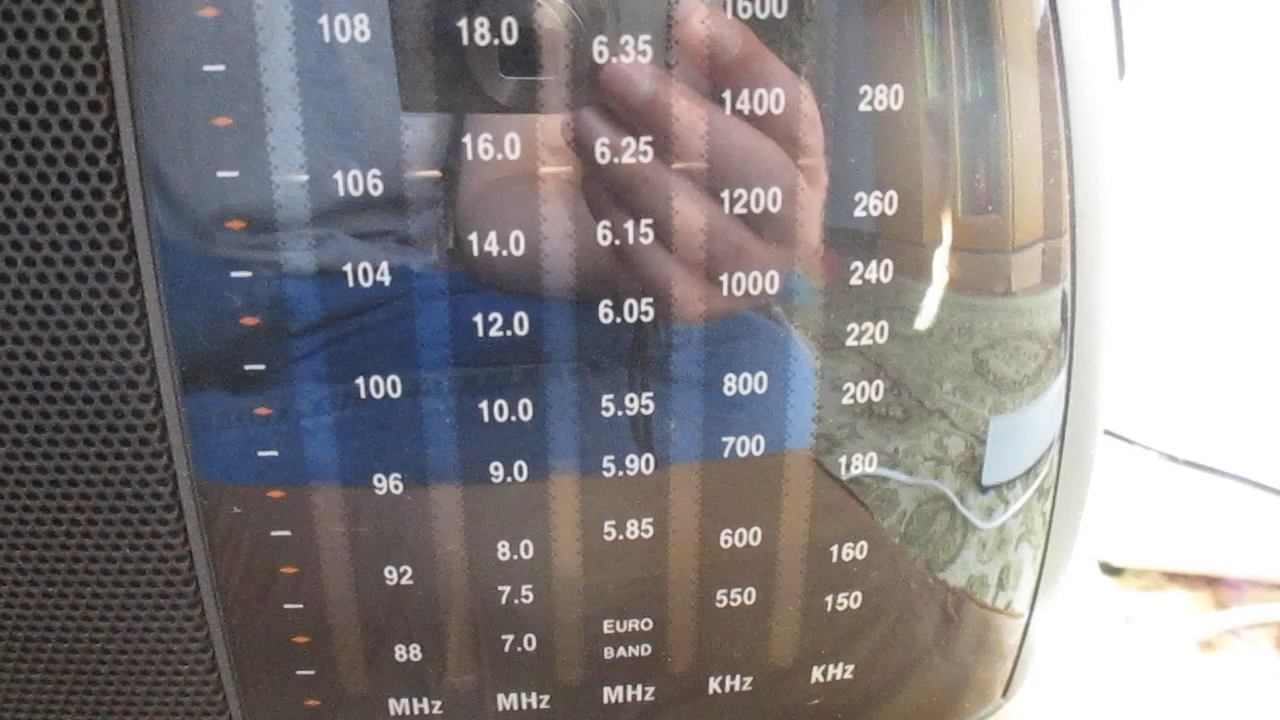 108 18.0 6.35 1600
1400 280
106 16.0 6.25 1200 260
104 14.0 6.15 1000 240
12.0 6.05 220
100 10.0 5.95 800 200
96 9.0 5.90 700 180
8.0 5.85 600 160
92 7.5 550 150
88 7.0 EURO
BAND
MHz MHz MHz KHz KHz